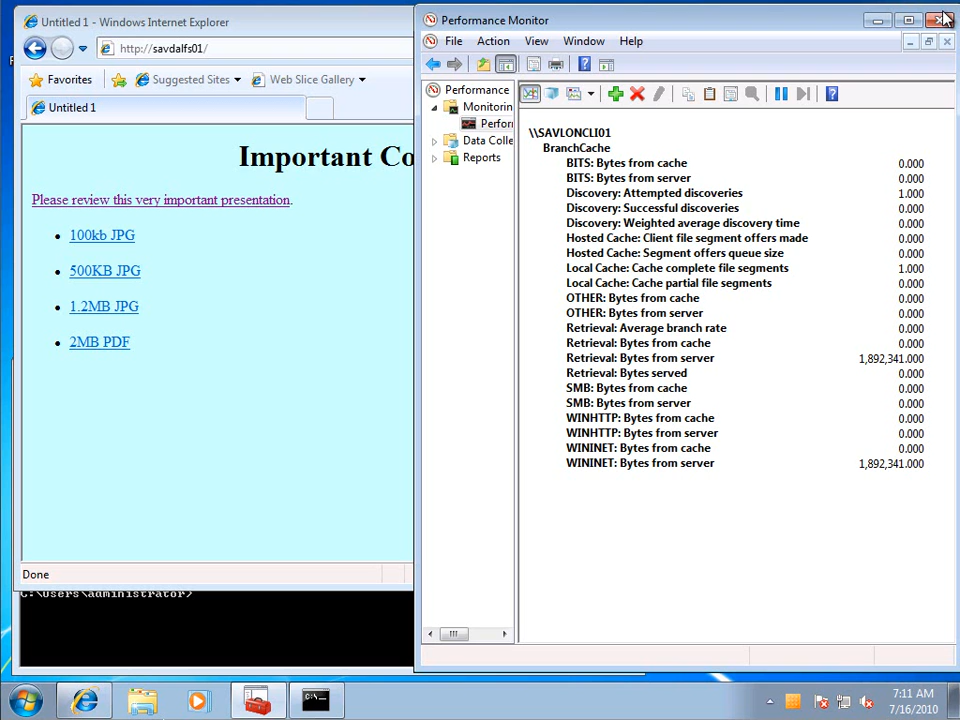 Untitled 1 - Windows Internet Explorer
http://savdalfs01/
Favorites
Suggested Sites
Web Slice Gallery
Untitled 1
Important Co
Please review this very important presentation.
100kb JPG
500KB JPG
1.2MB JPG
2MB PDF
Done
C:\Users\administrator>
Performance Monitor
File Action View Window Help
Performance
Monitorin
Perfor
Data Colle
Reports
\\SAVLONCLI01
BranchCache
BITS: Bytes from cache 0.000
BITS: Bytes from server 0.000
Discovery: Attempted discoveries 1.000
Discovery: Successful discoveries 0.000
Discovery: Weighted average discovery time 0.000
Hosted Cache: Client file segment offers made 0.000
Hosted Cache: Segment offers queue size 0.000
Local Cache: Cache complete file segments 1.000
Local Cache: Cache partial file segments 0.000
OTHER: Bytes from cache 0.000
OTHER: Bytes from server 0.000
Retrieval: Average branch rate 0.000
Retrieval: Bytes from cache 0.000
Retrieval: Bytes from server 1,892,341.000
Retrieval: Bytes served 0.000
SMB: Bytes from cache 0.000
SMB: Bytes from server 0.000
WINHTTP: Bytes from cache 0.000
WINHTTP: Bytes from server 0.000
WININET: Bytes from cache 0.000
WININET: Bytes from server 1,892,341.000
7:11 AM
7/16/2010